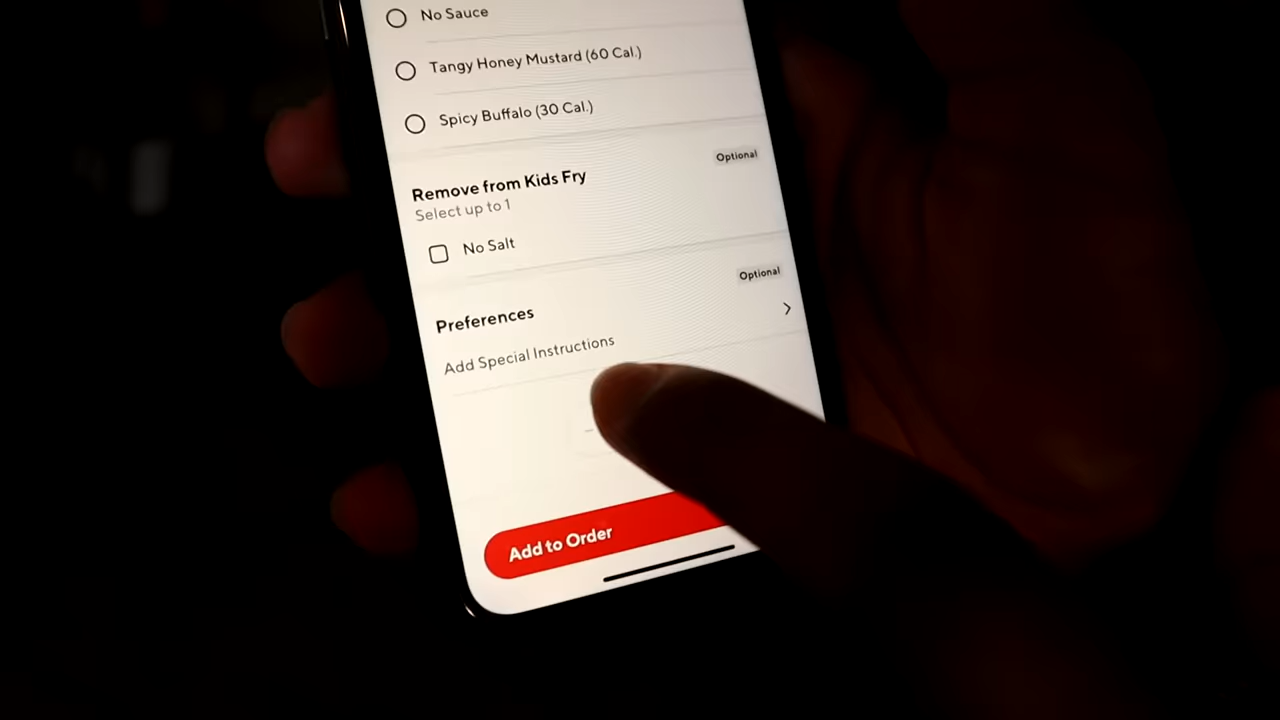 No Sauce
Tangy Honey Mustard (60 Cal.)
Spicy Buffalo (30 Cal.)
Optional
Remove from Kids Fry
Select up to 1
No Salt
Optional
Preferences
Add Special Instructions
Add to Order